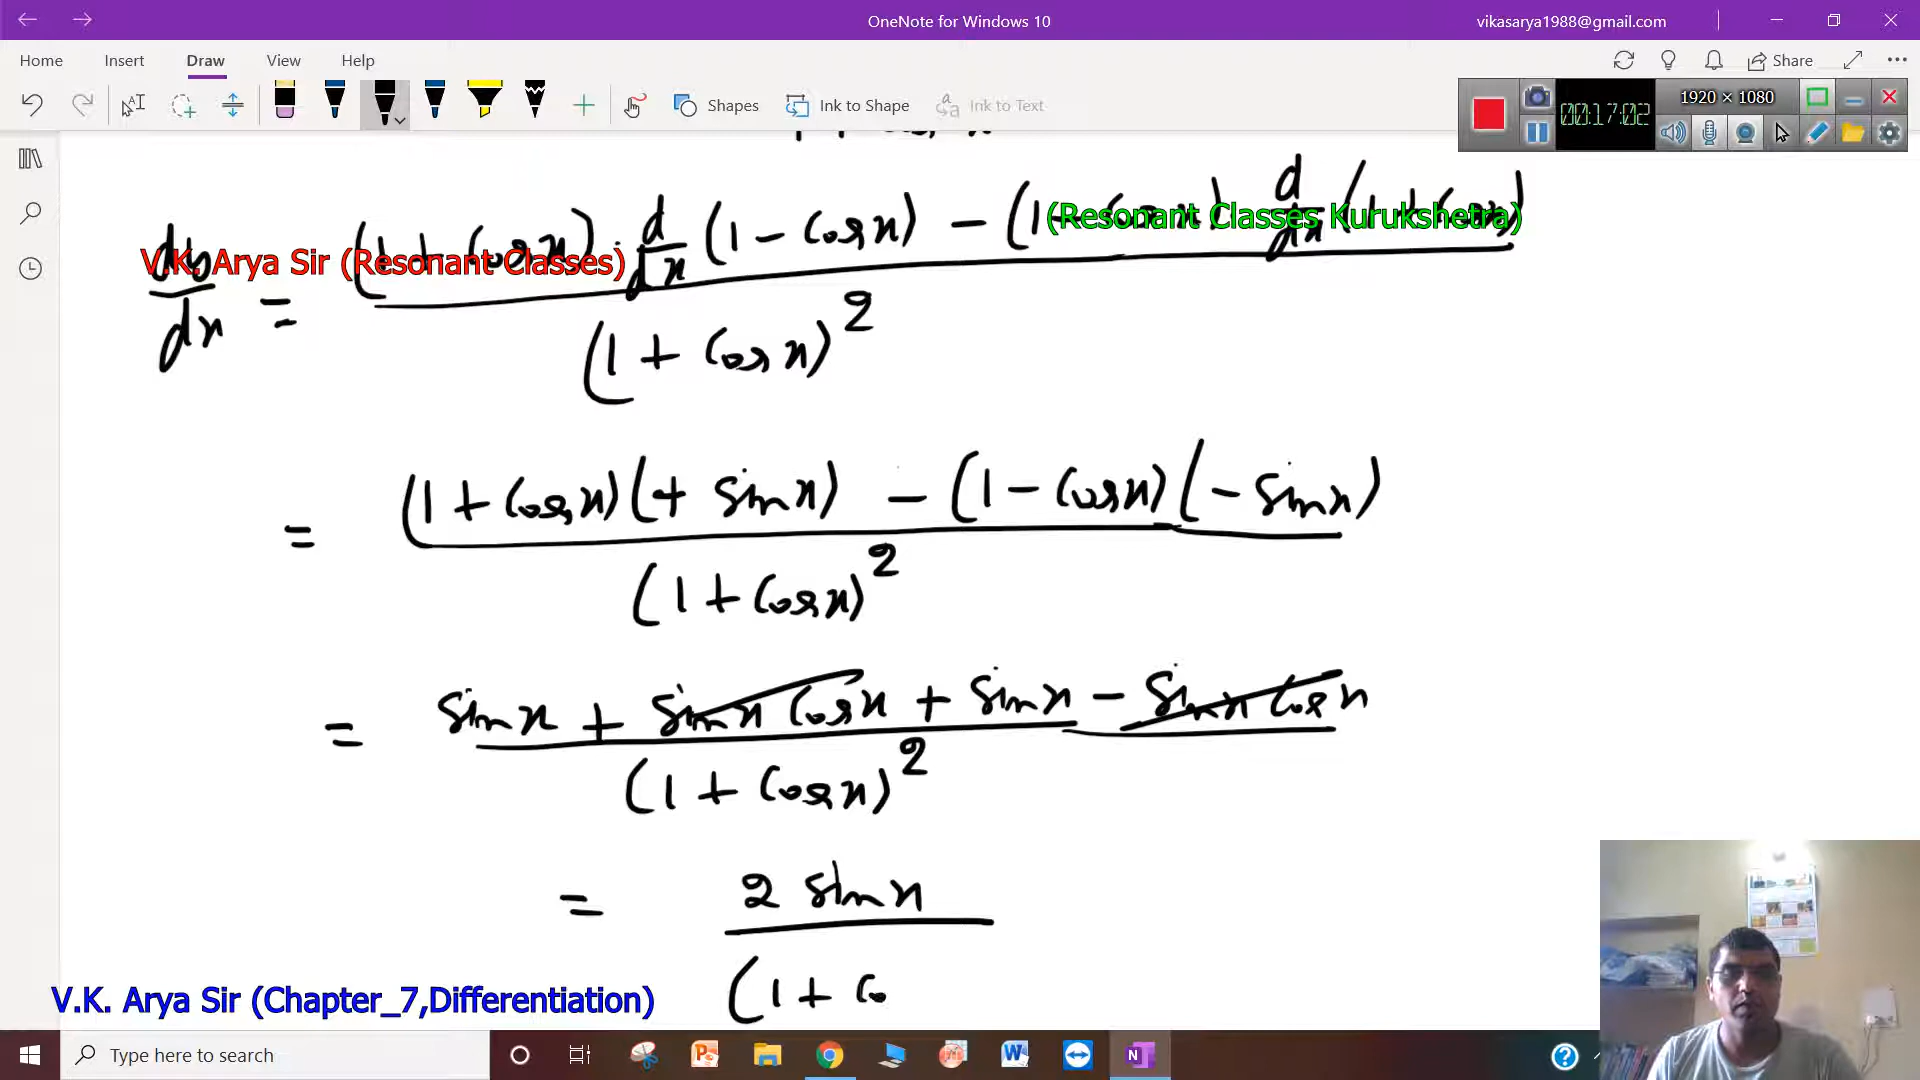 OneNote for Windows 10
vikasarya1988@gmail.com
Home Insert Draw View Help
Share
Shapes Ink to Shape Ink to Text
1920 × 1080
00:17:02
dy/dx = (1 + Cos x) · d/dx (1 - Cos x) - (1 - Cos x) · d/dx (1 + Cos x)
(1 + Cos x)²
(Resonant Classes Kurukshetra)
V.K. Arya Sir (Resonant Classes)
= (1 + Cos x)(+ sin x) - (1 - Cos x)(- sin x)
(1 + Cos x)²
= sin x + sin x Cos x + sin x - sin x Cos x
(1 + Cos x)²
= 2 sin x
(1 + Co
V.K. Arya Sir (Chapter_7,Differentiation)
Type here to search